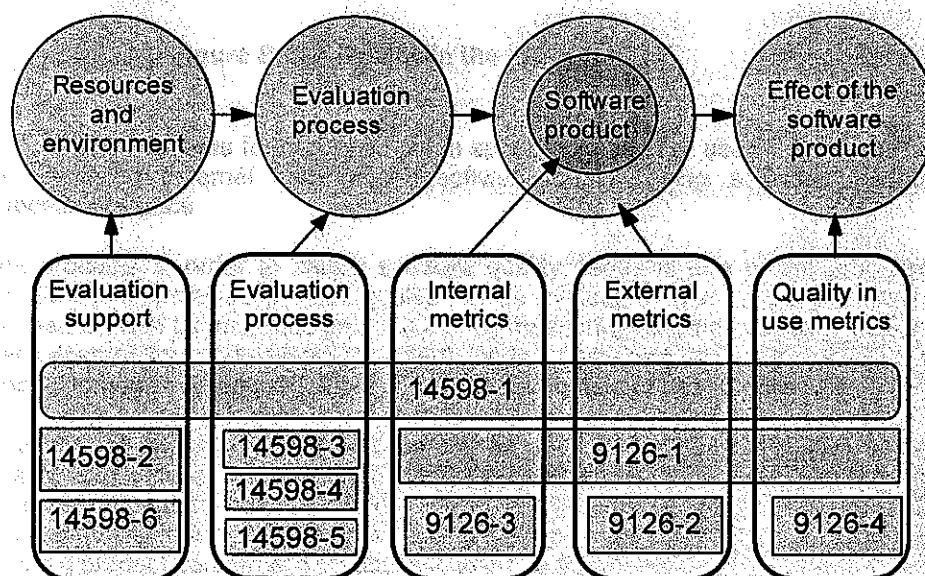 Resources
and
environment
Evaluation
process
Software
product
Effect of the
software
product
Evaluation
support
Evaluation
process
Internal
metrics
External
metrics
Quality in
use metrics
14598-1
14598-2
14598-3
9126-1
14598-4
14598-6
14598-5
9126-3
9126-2
9126-4